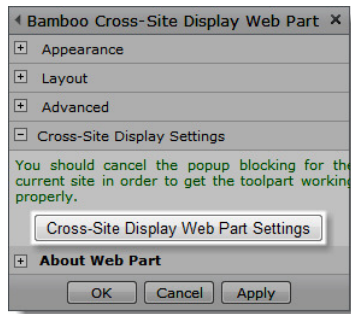 Bamboo Cross-Site Display Web Part
Appearance
Layout
Advanced
Cross-Site Display Settings
You should cancel the popup blocking for the
current site in order to get the toolpart working
properly.
Cross-Site Display Web Part Settings
About Web Part
OK Cancel Apply